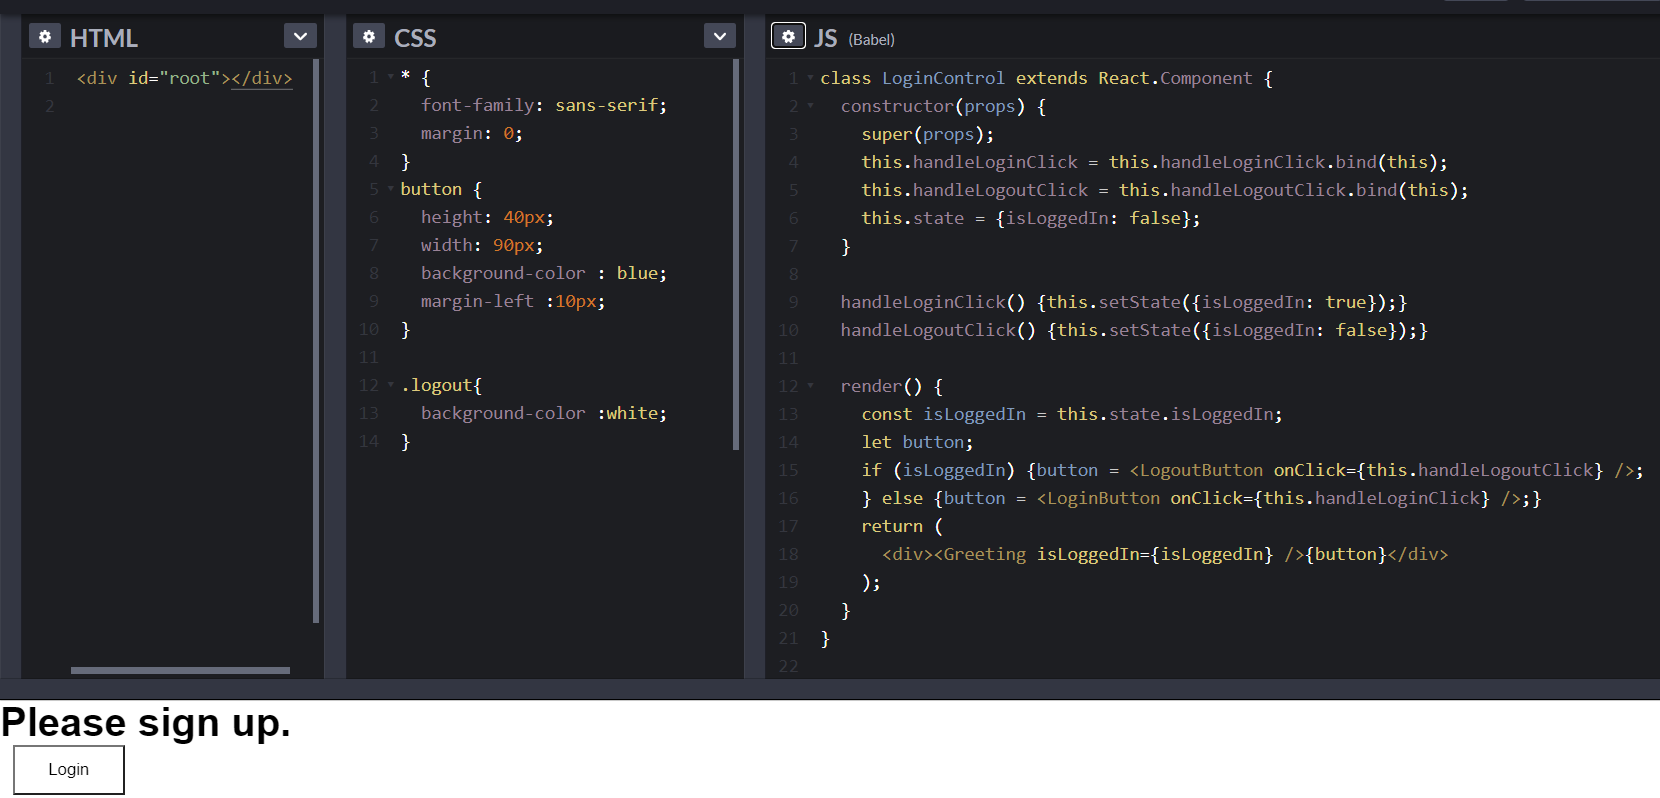 HTML
1 <div id="root"></div>
2
CSS
1 * {
2 font-family: sans-serif;
3 margin: 0;
4 }
5 button {
6 height: 40px;
7 width: 90px;
8 background-color : blue;
9 margin-left :10px;
10 }
11
12 .logout{
13 background-color :white;
14 }
JS (Babel)
1 class LoginControl extends React.Component {
2 constructor(props) {
3 super(props);
4 this.handleLoginClick = this.handleLoginClick.bind(this);
5 this.handleLogoutClick = this.handleLogoutClick.bind(this);
6 this.state = {isLoggedIn: false};
7 }
8
9 handleLoginClick() {this.setState({isLoggedIn: true});}
10 handleLogoutClick() {this.setState({isLoggedIn: false});}
11
12 render() {
13 const isLoggedIn = this.state.isLoggedIn;
14 let button;
15 if (isLoggedIn) {button = <LogoutButton onClick={this.handleLogoutClick} />;
16 } else {button = <LoginButton onClick={this.handleLoginClick} />;}
17 return (
18 <div><Greeting isLoggedIn={isLoggedIn} />{button}</div>
19 );
20 }
21 }
22
Please sign up.
Login